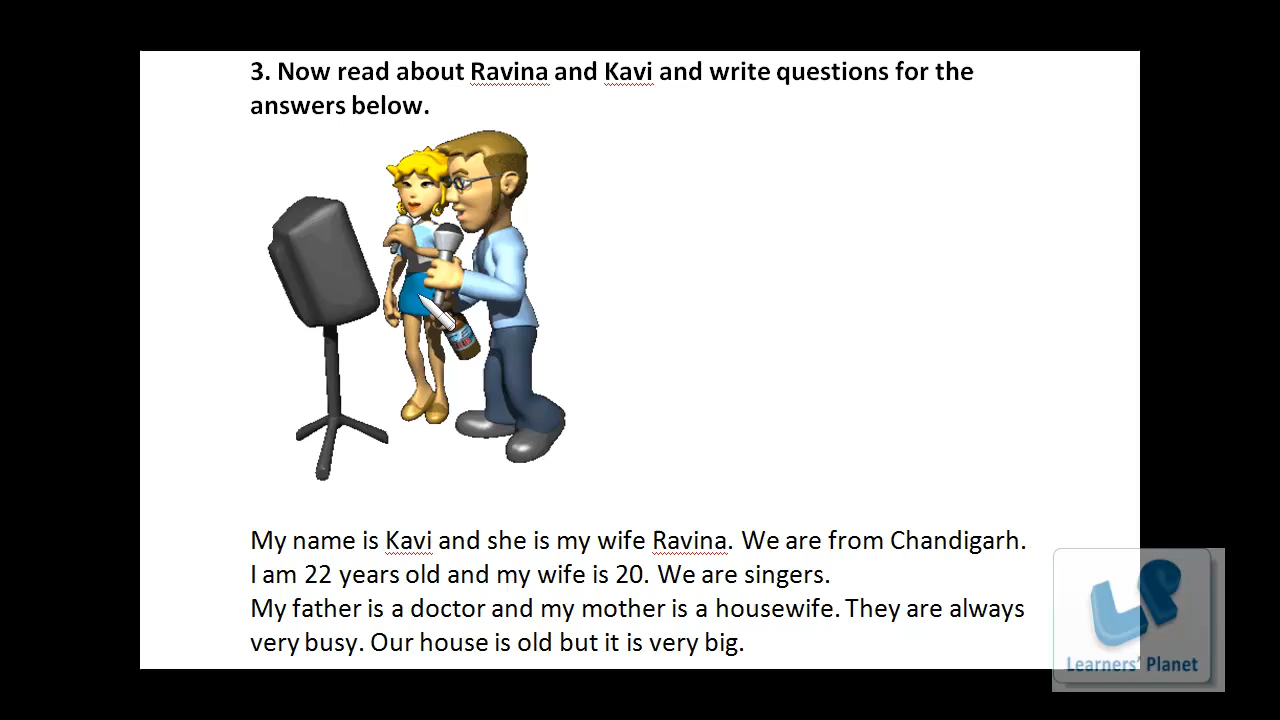 3. Now read about Ravina and Kavi and write questions for the
answers below.
My name is Kavi and she is my wife Ravina. We are from Chandigarh.
I am 22 years old and my wife is 20. We are singers.
My father is a doctor and my mother is a housewife. They are always
very busy. Our house is old but it is very big.
LP
Learners' Planet